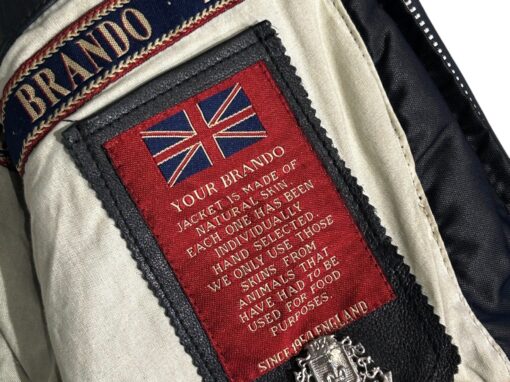 BRANDO
YOUR BRANDO
JACKET IS MADE OF
NATURAL SKIN
EACH ONE HAS BEEN
INDIVIDUALLY
HAND SELECTED.
WE ONLY USE THOSE
SKINS FROM
ANIMALS THAT
HAVE HAD TO BE
USED FOR FOOD
PURPOSES.
SINCE 1950 ENGLAND